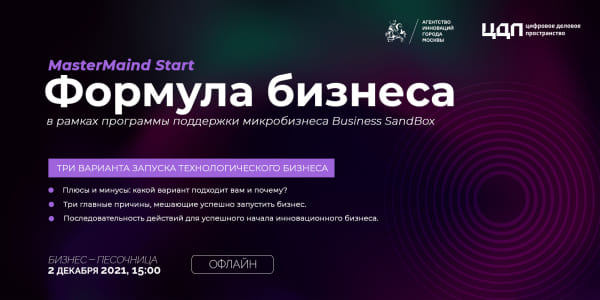 АГЕНТСТВО
ИННОВАЦИЙ
ГОРОДА
МОСКВЫ
ЦДП цифровое деловое
пространство
MasterMaind Start
Формула бизнеса
в рамках программы поддержки микробизнеса Business SandBox
ТРИ ВАРИАНТА ЗАПУСКА ТЕХНОЛОГИЧЕСКОГО БИЗНЕСА
Плюсы и минусы: какой вариант подходит вам и почему?
Три главные причины, мешающие успешно запустить бизнес.
Последовательность действий для успешного начала инновационного бизнеса.
БИЗНЕС — ПЕСОЧНИЦА
2 ДЕКАБРЯ 2021, 15:00
ОФЛАЙН